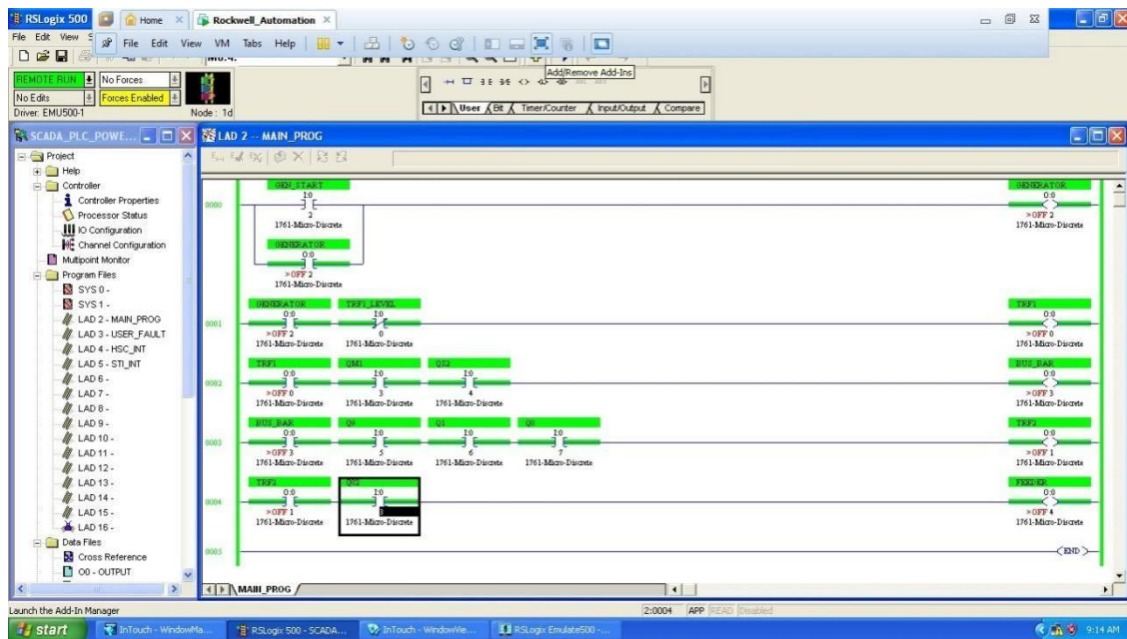 RSLogix 500
Home
Rockwell_Automation
File Edit View
File Edit View VM Tabs Help
Add/Remove Add-Ins
REMOTE RUN
No Forces
No Edits
Forces Enabled
Driver: EMU500-1
Node: 1d
User Bit Timer/Counter Input/Output Compare
SCADA_PLC_POWE...
LAD 2 -- MAIN_PROG
Project
Help
Controller
Controller Properties
Processor Status
IO Configuration
Channel Configuration
Multipoint Monitor
Program Files
SYS 0 -
SYS 1 -
LAD 2 - MAIN_PROG
LAD 3 - USER_FAULT
LAD 4 - HSC_INT
LAD 5 - STI_INT
LAD 6 -
LAD 7 -
LAD 8 -
LAD 9 -
LAD 10 -
LAD 11 -
LAD 12 -
LAD 13 -
LAD 14 -
LAD 15 -
LAD 16 -
Data Files
Cross Reference
O0 - OUTPUT
GEN_START GENERATOR
I:0 O:0
0000
2 >OFF 2
1761-Micro-Discrete 1761-Micro-Discrete
GENERATOR
O:0
>OFF 2
1761-Micro-Discrete
GENERATOR TRF1_LEVEL TRF1
O:0 I:0 O:0
0001
>OFF 2 0 >OFF 0
1761-Micro-Discrete 1761-Micro-Discrete 1761-Micro-Discrete
TRF1 QM1 BUS_BAR
O:0 I:0 I:0 O:0
0002
>OFF 0 3 4 >OFF 3
1761-Micro-Discrete 1761-Micro-Discrete 1761-Micro-Discrete 1761-Micro-Discrete
BUS_BAR Q9 Q1 Q0 TRF2
O:0 I:0 I:0 I:0 O:0
0003
>OFF 3 5 6 7 >OFF 1
1761-Micro-Discrete 1761-Micro-Discrete 1761-Micro-Discrete 1761-Micro-Discrete 1761-Micro-Discrete
TRF2 FEEDER
O:0 I:0 O:0
0004
>OFF 1 >OFF 4
1761-Micro-Discrete 1761-Micro-Discrete 1761-Micro-Discrete
0005
END
MAIN_PROG
Launch the Add-In Manager
2:0004 APP READ Disabled
start
InTouch - WindowMa...
RSLogix 500 - SCADA...
InTouch - WindowVie...
RSLogix Emulate500 -...
9:14 AM